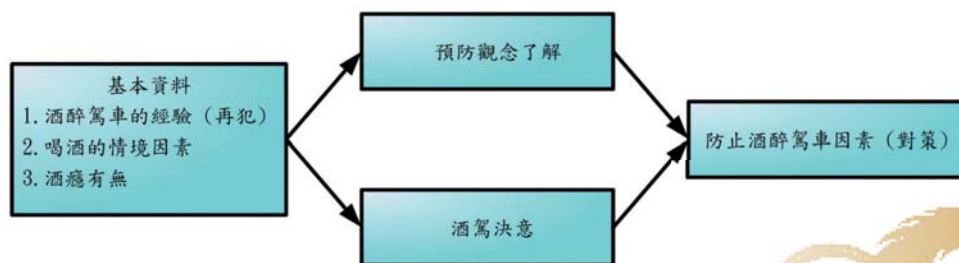 基本資料
1.酒醉駕車的經驗（再犯）
2.喝酒的情境因素
3.酒癮有無
預防觀念了解
酒駕決意
防止酒醉駕車因素（對策）